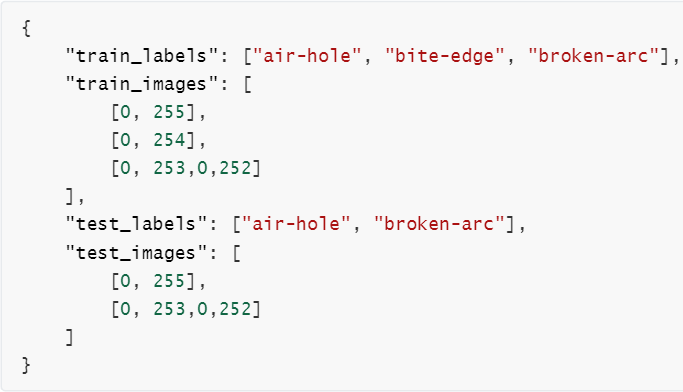 {
    "train_labels": ["air-hole", "bite-edge", "broken-arc"],
    "train_images": [
        [0, 255],
        [0, 254],
        [0, 253,0,252]
    ],
    "test_labels": ["air-hole", "broken-arc"],
    "test_images": [
        [0, 255],
        [0, 253,0,252]
    ]
}